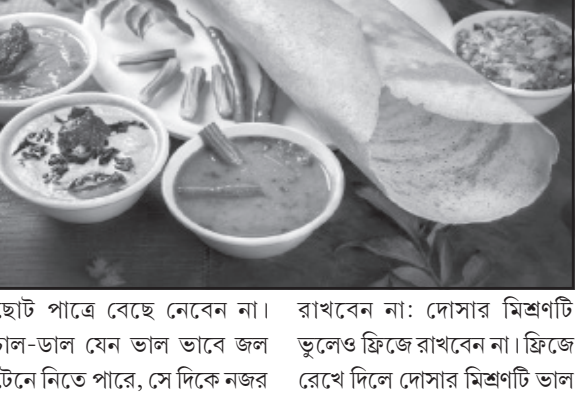 ছোট পাত্রে বেছে নেবেন না।
চাল-ডাল যেন ভাল ভাবে জল
টেনে নিতে পারে, সে দিকে নজর
রাখবেন না: দোসার মিশ্রণটি
ভুলেও ফ্রিজে রাখবেন না। ফ্রিজে
রেখে দিলে দোসার মিশ্রণটি ভাল